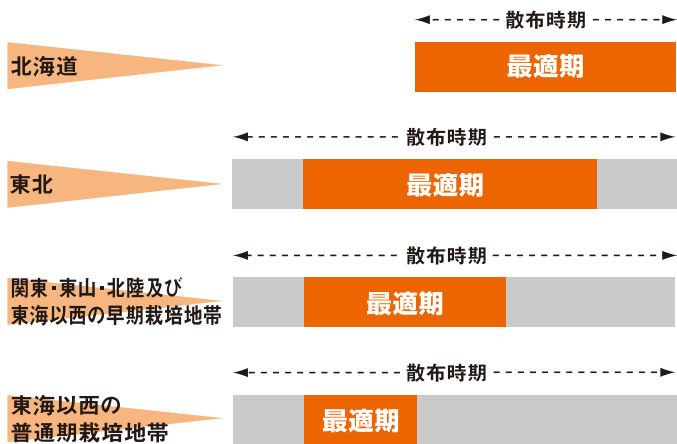 散布時期
北海道
最適期
散布時期
東北
最適期
散布時期
関東・東山・北陸及び
東海以西の早期栽培地帯
最適期
散布時期
東海以西の
普通期栽培地帯
最適期